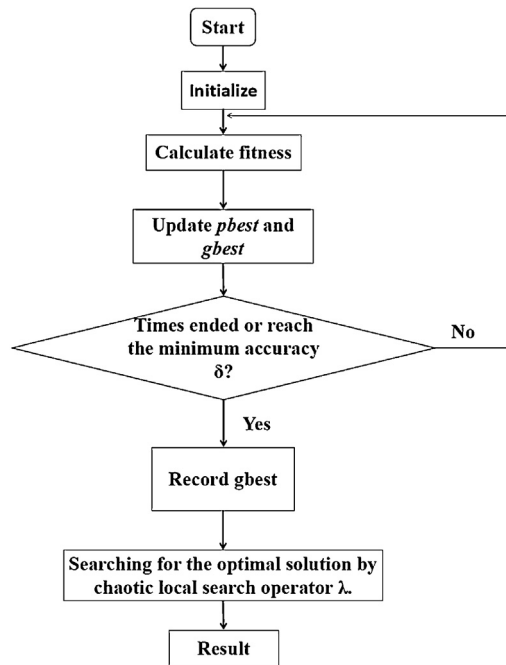 Start
Initialize
Calculate fitness
Update pbest and
gbest
Times ended or reach
the minimum accuracy
δ?
No
Yes
Record gbest
Searching for the optimal solution by
chaotic local search operator λ.
Result